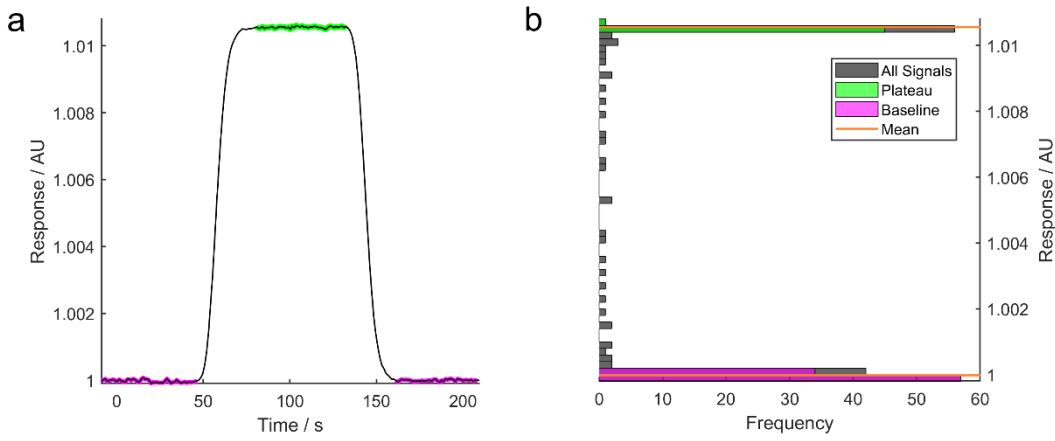 a
Response / AU
1.01
1.008
1.006
1.004
1.002
1
0
50
100
150
200
Time / s
b
All Signals
Plateau
Baseline
Mean
1.01
1.008
1.006
1.004
1.002
1
Response / AU
0
10
20
30
40
50
60
Frequency